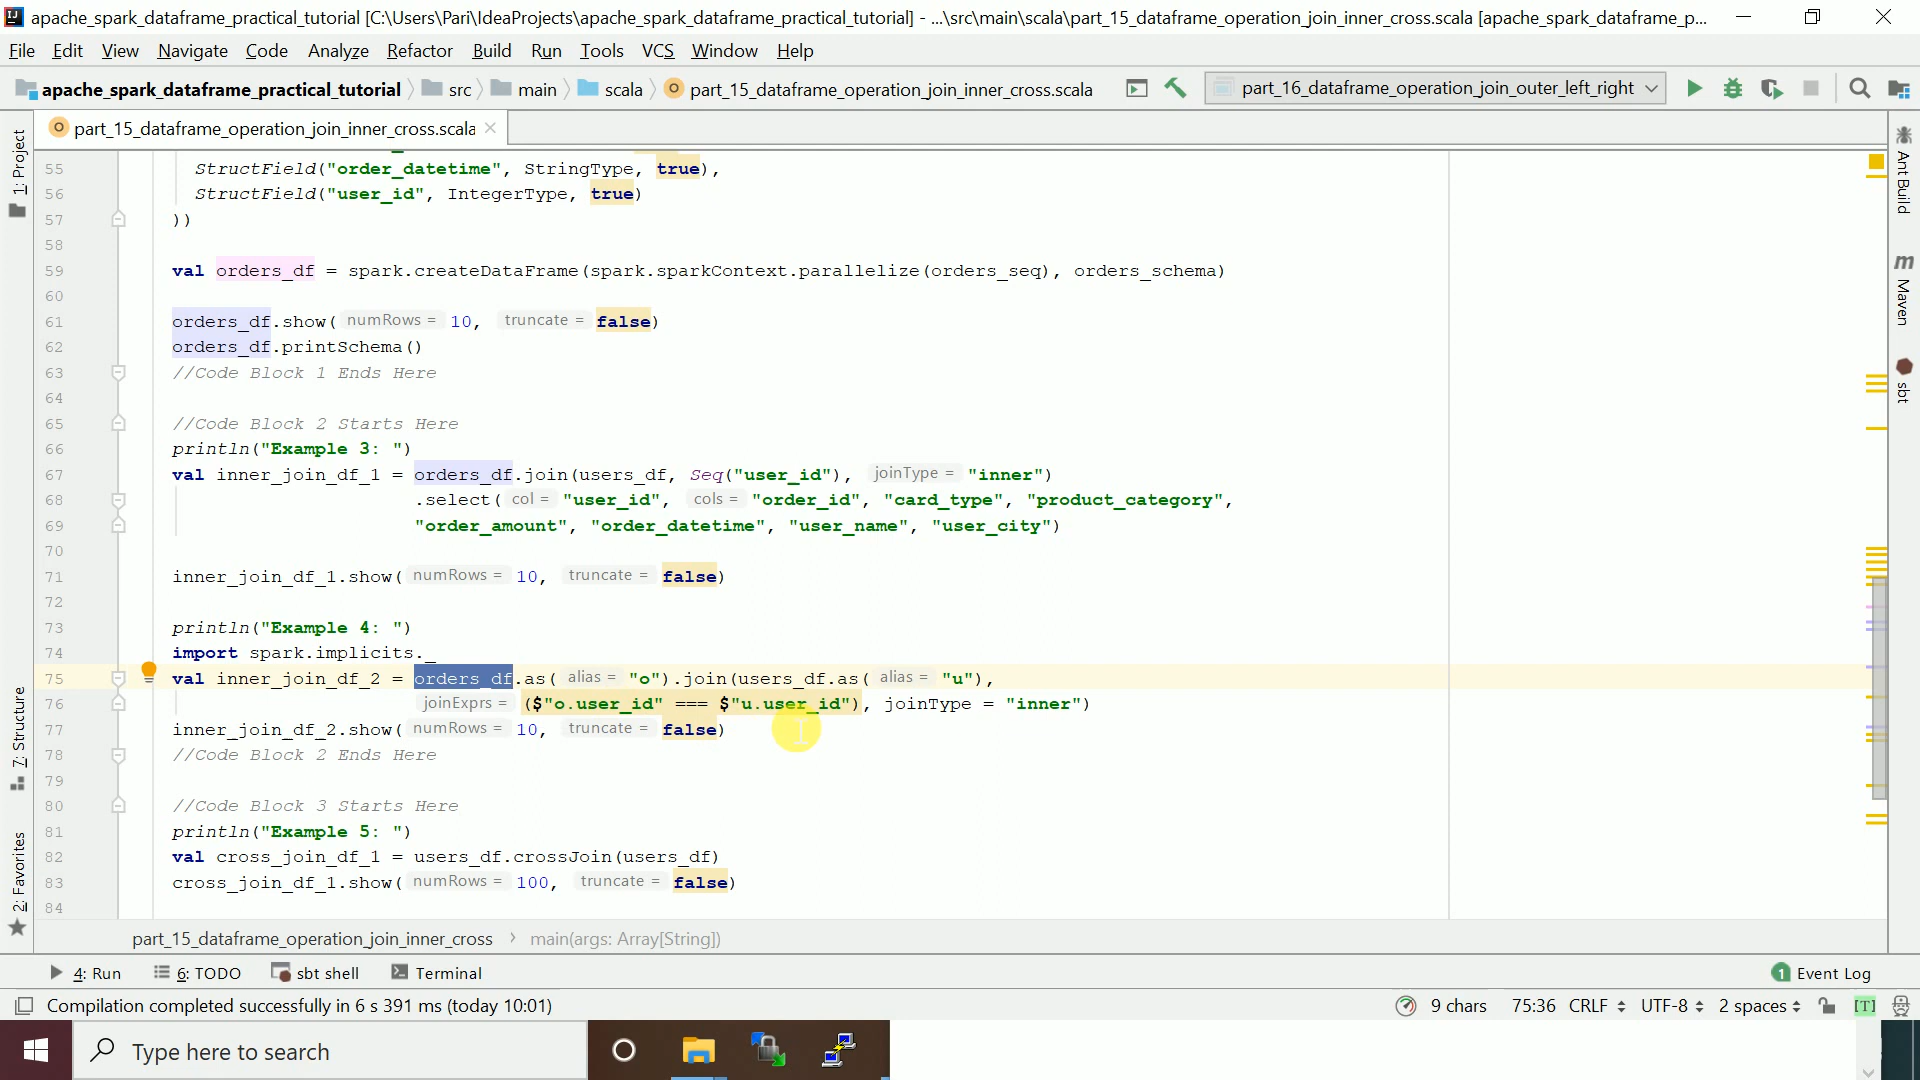 apache_spark_dataframe_practical_tutorial [C:\Users\Pari\IdeaProjects\apache_spark_dataframe_practical_tutorial] - ...\src\main\scala\part_15_dataframe_operation_join_inner_cross.scala [apache_spark_dataframe_p...
File Edit View Navigate Code Analyze Refactor Build Run Tools VCS Window Help
apache_spark_dataframe_practical_tutorial src main scala part_15_dataframe_operation_join_inner_cross.scala part_16_dataframe_operation_join_outer_left_right
part_15_dataframe_operation_join_inner_cross.scala
55 StructField("order_datetime", StringType, true),
56 StructField("user_id", IntegerType, true)
57 ))
58
59 val orders_df = spark.createDataFrame(spark.sparkContext.parallelize(orders_seq), orders_schema)
60
61 orders_df.show( numRows = 10, truncate = false)
62 orders_df.printSchema()
63 //Code Block 1 Ends Here
64
65 //Code Block 2 Starts Here
66 println("Example 3: ")
67 val inner_join_df_1 = orders_df.join(users_df, Seq("user_id"), joinType = "inner")
68 .select( col = "user_id", cols = "order_id", "card_type", "product_category",
69 "order_amount", "order_datetime", "user_name", "user_city")
70
71 inner_join_df_1.show( numRows = 10, truncate = false)
72
73 println("Example 4: ")
74 import spark.implicits._
75 val inner_join_df_2 = orders_df.as( alias = "o").join(users_df.as( alias = "u"),
76 joinExprs = ($"o.user_id" === $"u.user_id"), joinType = "inner")
77 inner_join_df_2.show( numRows = 10, truncate = false)
78 //Code Block 2 Ends Here
79
80 //Code Block 3 Starts Here
81 println("Example 5: ")
82 val cross_join_df_1 = users_df.crossJoin(users_df)
83 cross_join_df_1.show( numRows = 100, truncate = false)
84
part_15_dataframe_operation_join_inner_cross main(args: Array[String])
1: Project
7: Structure
2: Favorites
Ant Build
m Maven
sbt
4: Run 6: TODO sbt shell Terminal 1 Event Log
Compilation completed successfully in 6 s 391 ms (today 10:01) 9 chars 75:36 CRLF UTF-8 2 spaces [T]
Type here to search